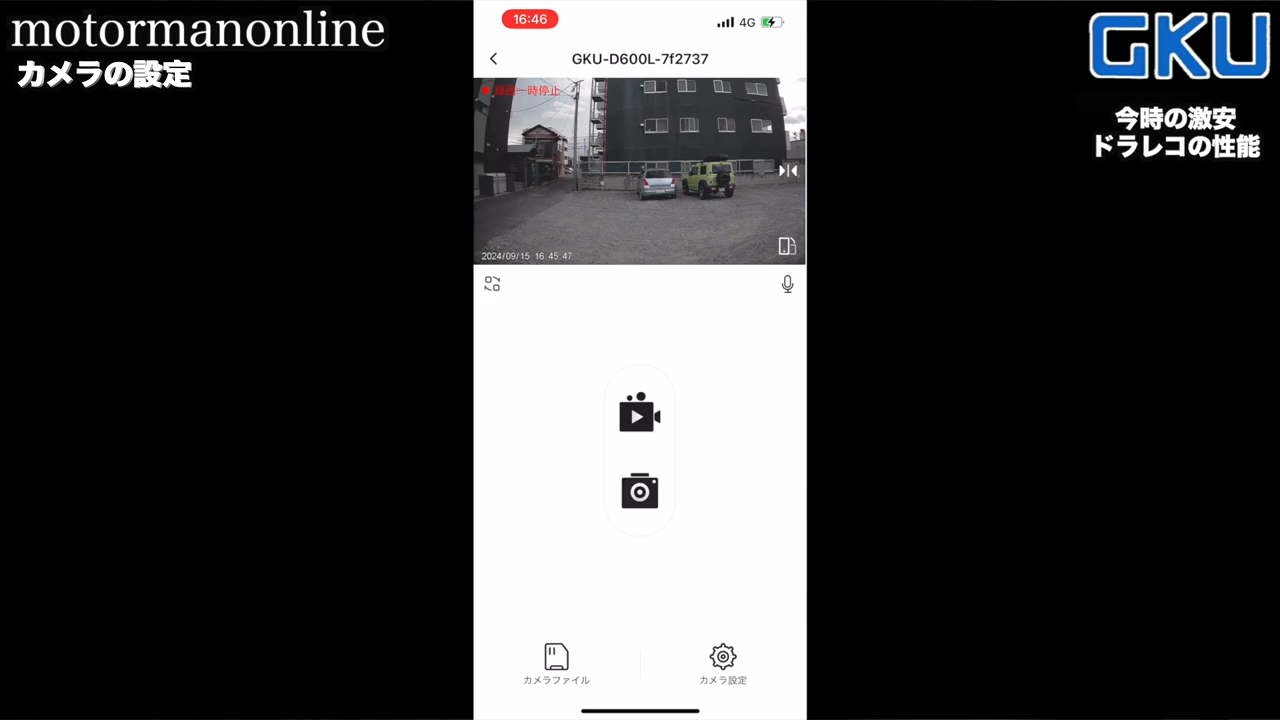 motormanonline
カメラの設定
GKU
今時の激安
ドラレコの性能
16:46
4G
GKU-D600L-7f2737
録画一時停止
2024/09/15 16 45 47
カメラファイル
カメラ設定